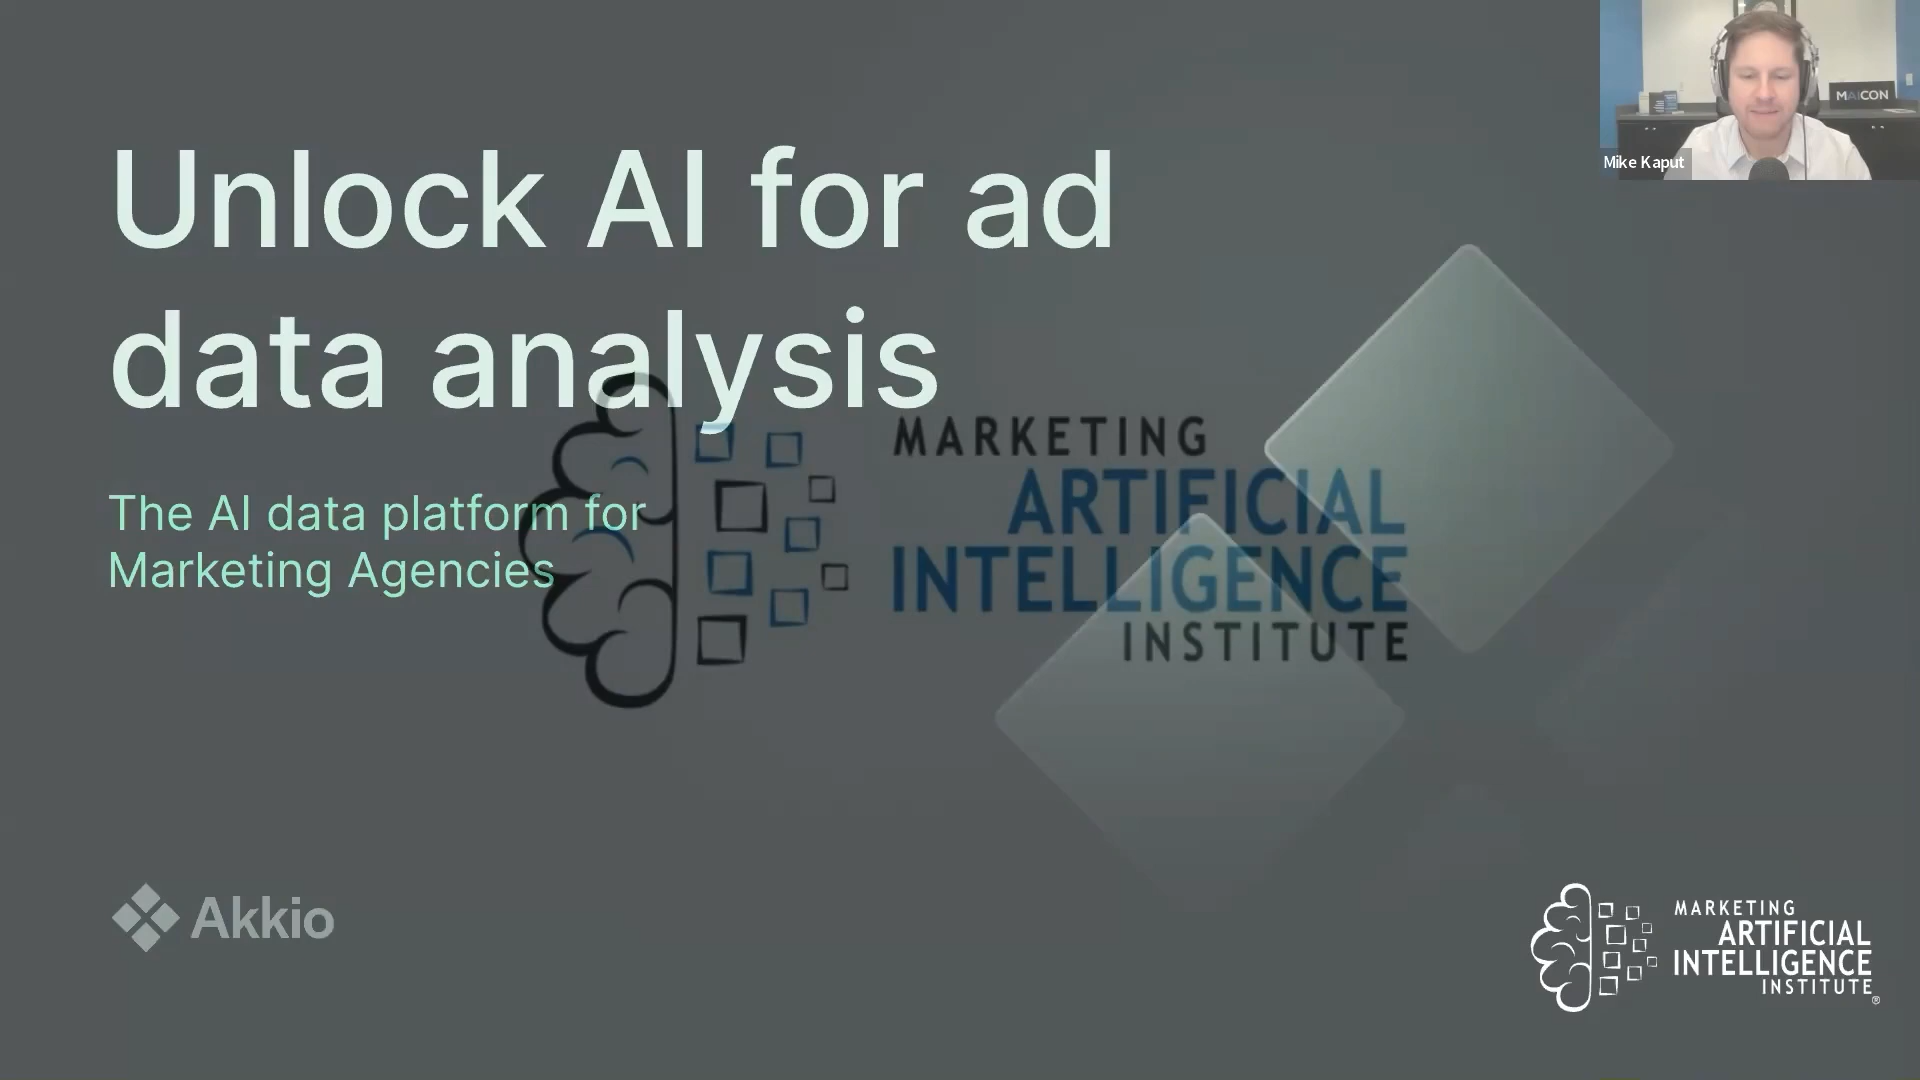 Unlock AI for ad
data analysis
The AI data platform for
Marketing Agencies
MARKETING
ARTIFICIAL
INTELLIGENCE
INSTITUTE
MAICON
Mike Kaput
Akkio
MARKETING
ARTIFICIAL
INTELLIGENCE
INSTITUTE
®